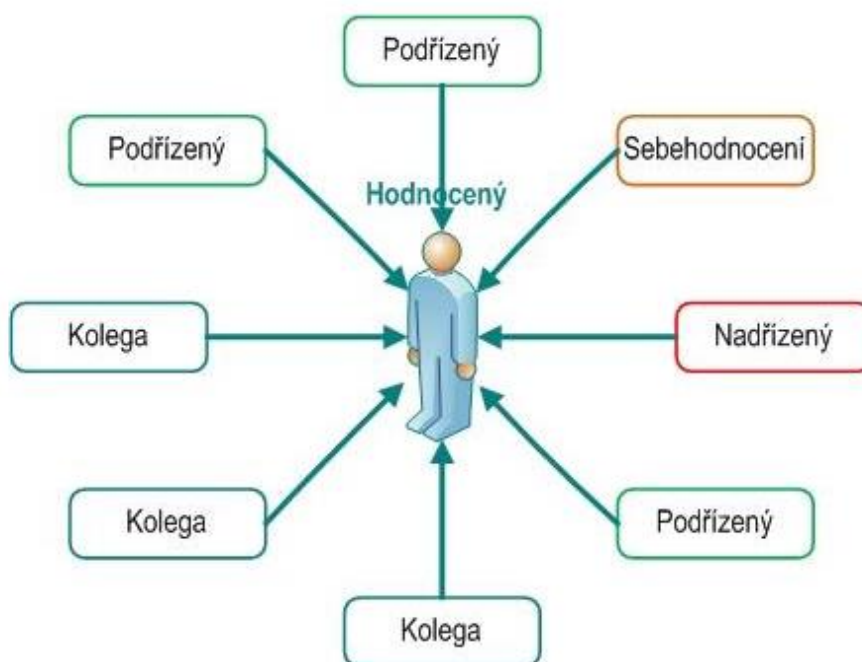 Podřízený
Podřízený
Sebehodnocení
Hodnocený
Kolega
Nadřízený
Kolega
Podřízený
Kolega